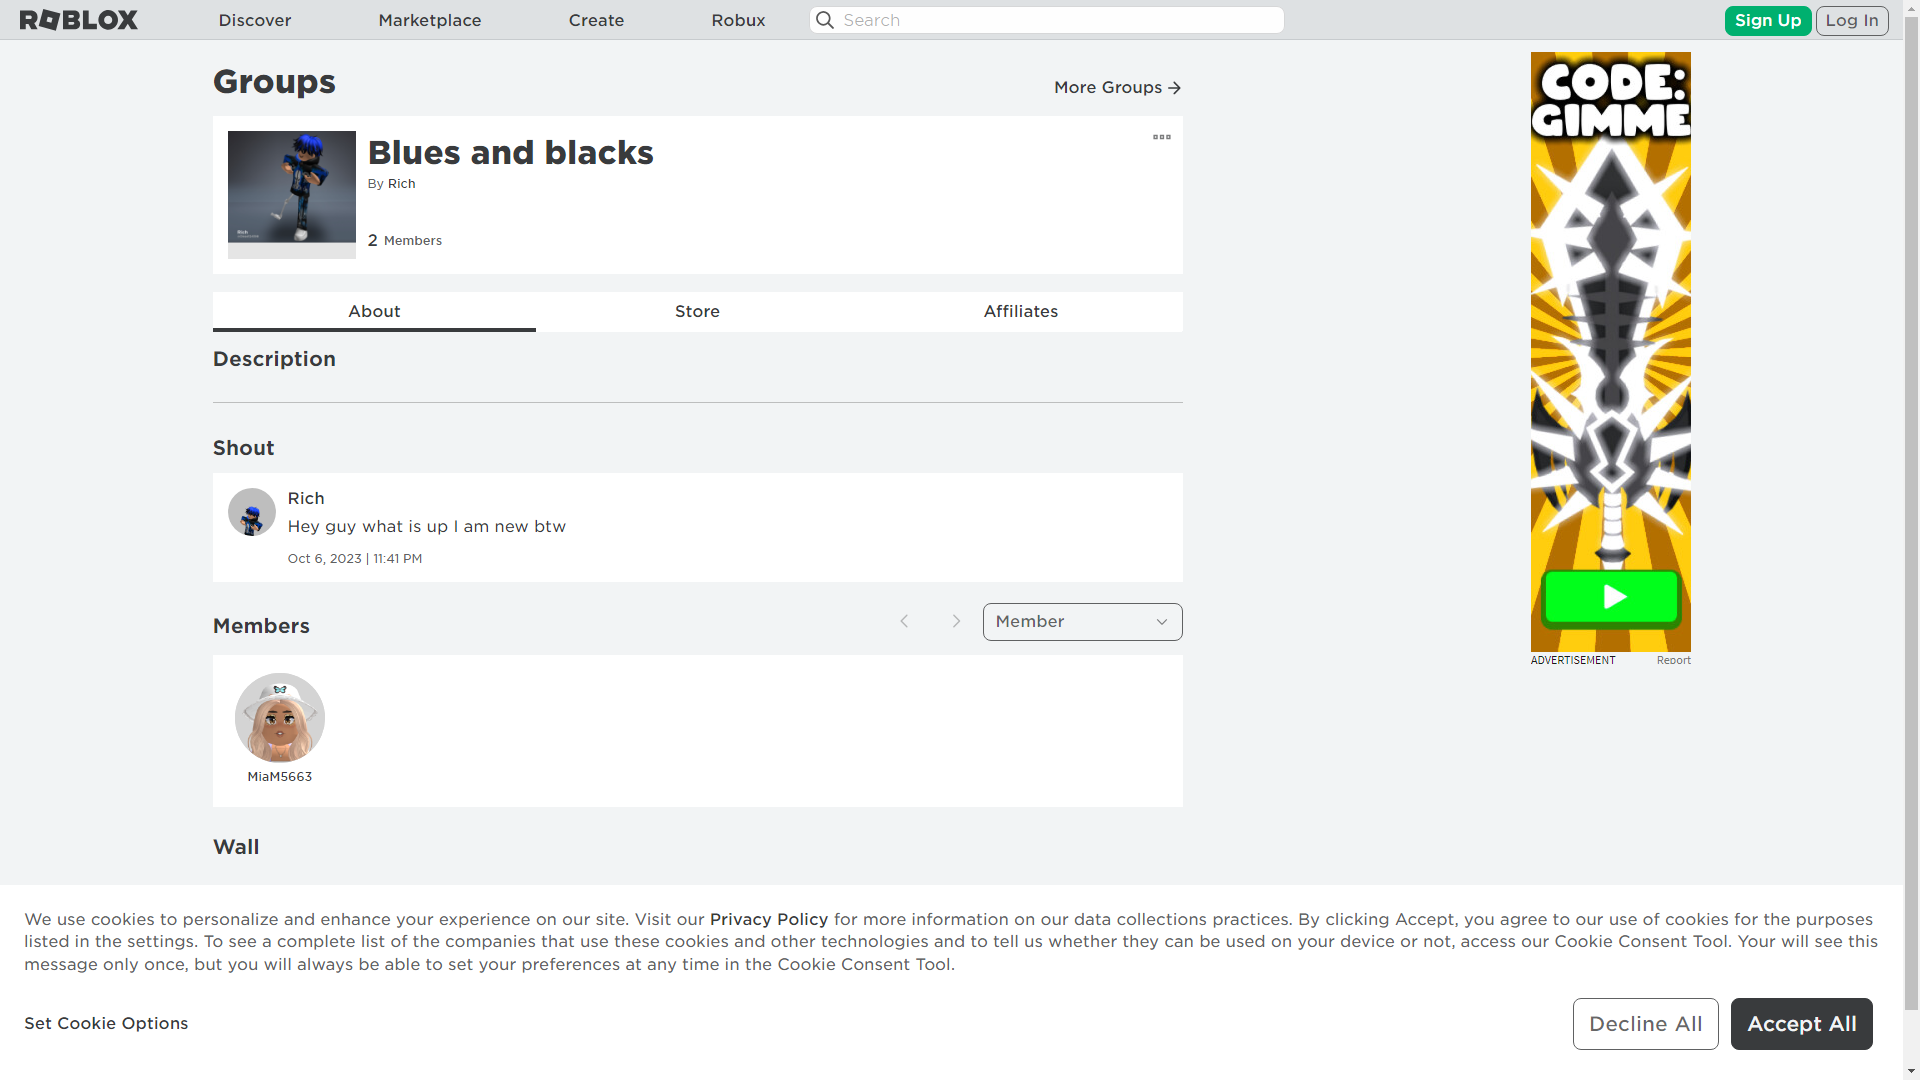 ROBLOX
Discover
Marketplace
Create
Robux
Search
Sign Up
Log In
Groups
More Groups
Blues and blacks
By Rich
2 Members
Rich
About
Store
Affiliates
Description
Shout
Rich
Hey guy what is up I am new btw
Oct 6, 2023 | 11:41 PM
Members
Member
MiaM5663
Wall
CODE:
GIMME
ADVERTISEMENT
Report
We use cookies to personalize and enhance your experience on our site. Visit our Privacy Policy for more information on our data collections practices. By clicking Accept, you agree to our use of cookies for the purposes
listed in the settings. To see a complete list of the companies that use these cookies and other technologies and to tell us whether they can be used on your device or not, access our Cookie Consent Tool. Your will see this
message only once, but you will always be able to set your preferences at any time in the Cookie Consent Tool.
Set Cookie Options
Decline All
Accept All